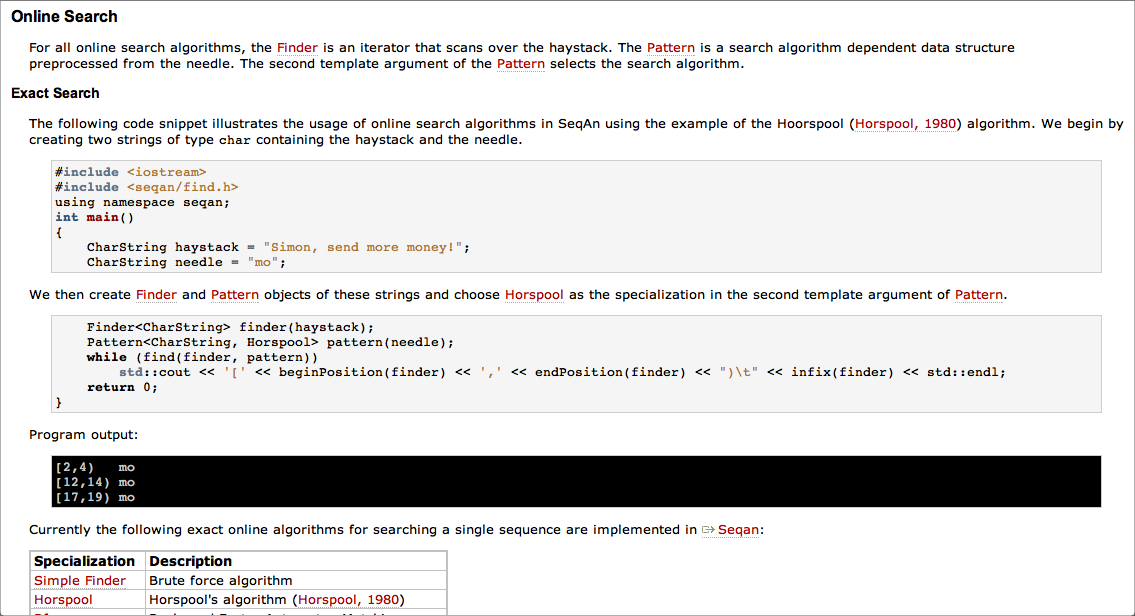 Online Search
For all online search algorithms, the Finder is an iterator that scans over the haystack. The Pattern is a search algorithm dependent data structure
preprocessed from the needle. The second template argument of the Pattern selects the search algorithm.
Exact Search
The following code snippet illustrates the usage of online search algorithms in SeqAn using the example of the Hoorspool (Horspool, 1980) algorithm. We begin by
creating two strings of type char containing the haystack and the needle.
#include <iostream>
#include <seqan/find.h>
using namespace seqan;
int main()
{
    CharString haystack = "Simon, send more money!";
    CharString needle = "mo";
We then create Finder and Pattern objects of these strings and choose Horspool as the specialization in the second template argument of Pattern.
    Finder<CharString> finder(haystack);
    Pattern<CharString, Horspool> pattern(needle);
    while (find(finder, pattern))
        std::cout << '[' << beginPosition(finder) << ',' << endPosition(finder) << ")\t" << infix(finder) << std::endl;
    return 0;
}
Program output:
[2,4)   mo
[12,14) mo
[17,19) mo
Currently the following exact online algorithms for searching a single sequence are implemented in Seqan:
Specialization Description
Simple Finder Brute force algorithm
Horspool Horspool's algorithm (Horspool, 1980)